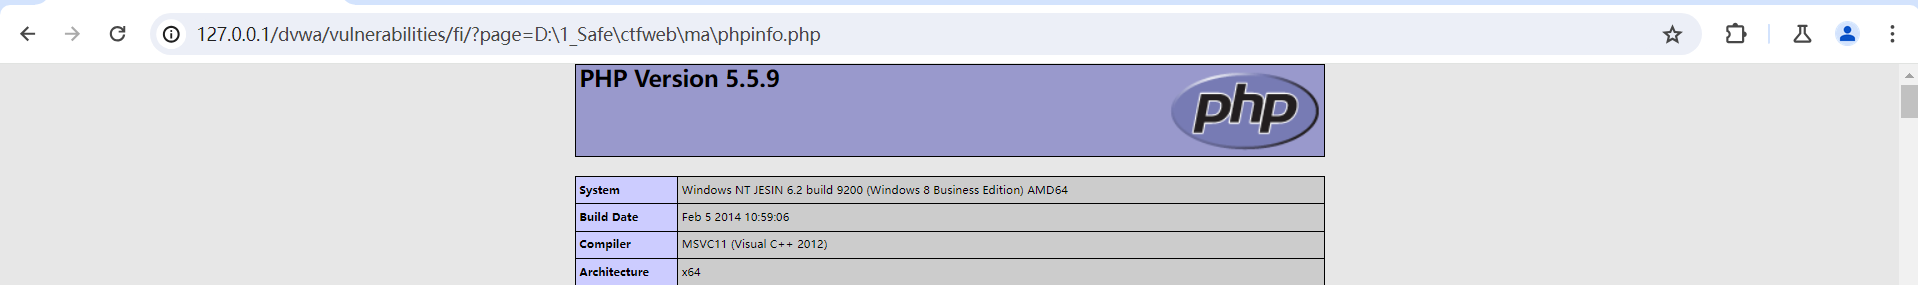 127.0.0.1/dvwa/vulnerabilities/fi/?page=D:\1_Safe\ctfweb\ma\phpinfo.php
PHP Version 5.5.9
php
System Windows NT JESIN 6.2 build 9200 (Windows 8 Business Edition) AMD64
Build Date Feb 5 2014 10:59:06
Compiler MSVC11 (Visual C++ 2012)
Architecture x64